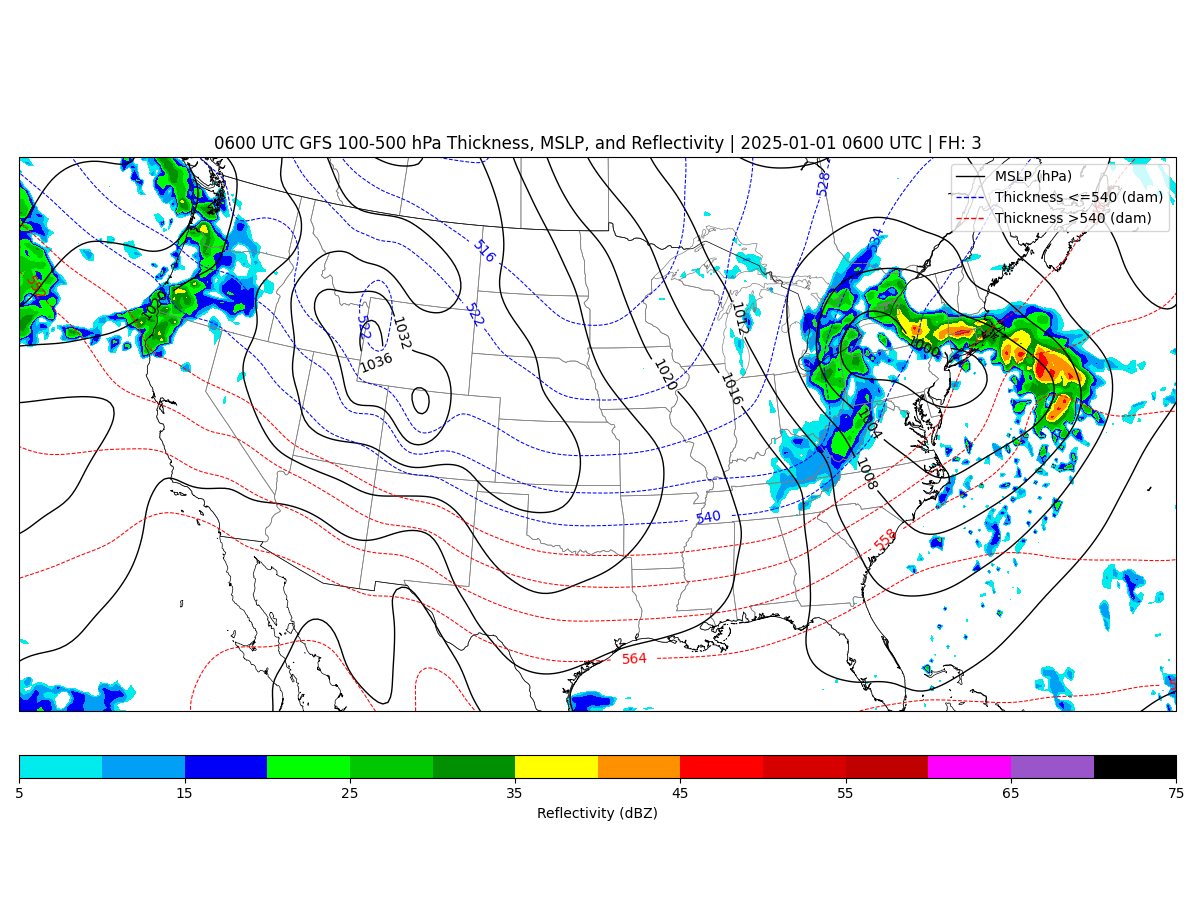 0600 UTC GFS 100-500 hPa Thickness, MSLP, and Reflectivity | 2025-01-01 0600 UTC | FH: 3
MSLP (hPa)
Thickness <=540 (dam)
Thickness >540 (dam)
528
534
516
522
522
1032
1036
1012
1020
1016
1000
1004
1008
540
558
564
5 15 25 35 45 55 65 75
Reflectivity (dBZ)